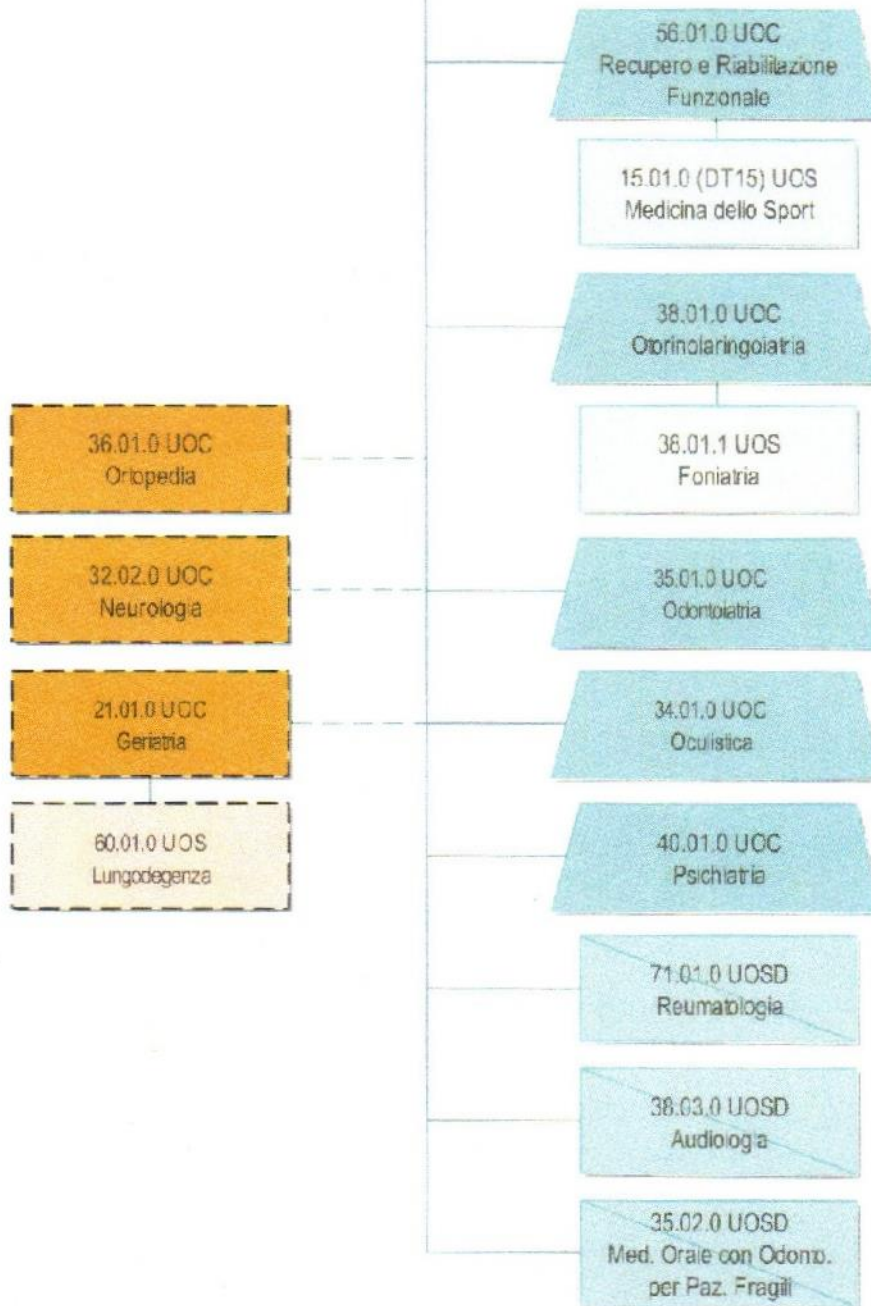 56.01.0 UOC
Recupero e Riabilitazione
Funzionale
15.01.0 (DT15) UOS
Medicina dello Sport
38.01.0 UOC
Otorinolaringoiatria
38.01.1 UOS
Foniatria
36.01.0 UOC
Ortopedia
32.02.0 UOC
Neurologia
35.01.0 UOC
Odontoiatria
21.01.0 UOC
Geriatria
34.01.0 UOC
Oculistica
60.01.0 UOS
Lungodegenza
40.01.0 UOC
Psichiatria
71.01.0 UOSD
Reumatologia
38.03.0 UOSD
Audiologia
35.02.0 UOSD
Med. Orale con Odonto.
per Paz. Fragili